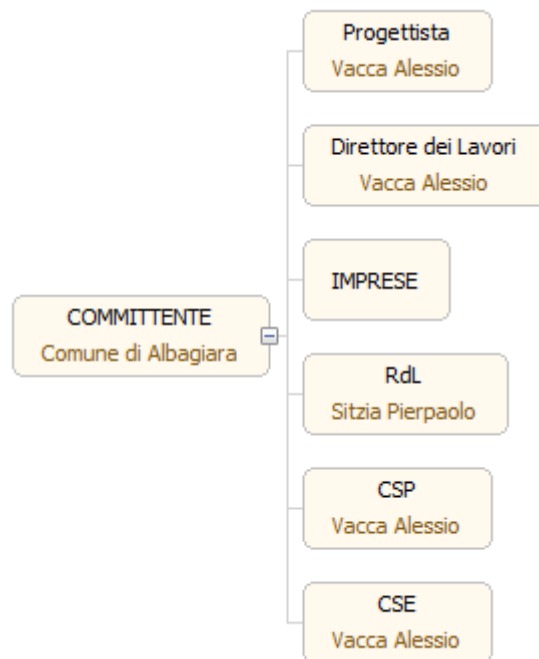 Progettista
Vacca Alessio
Direttore dei Lavori
Vacca Alessio
IMPRESE
COMMITTENTE
Comune di Albagiara
RdL
Sitzia Pierpaolo
CSP
Vacca Alessio
CSE
Vacca Alessio